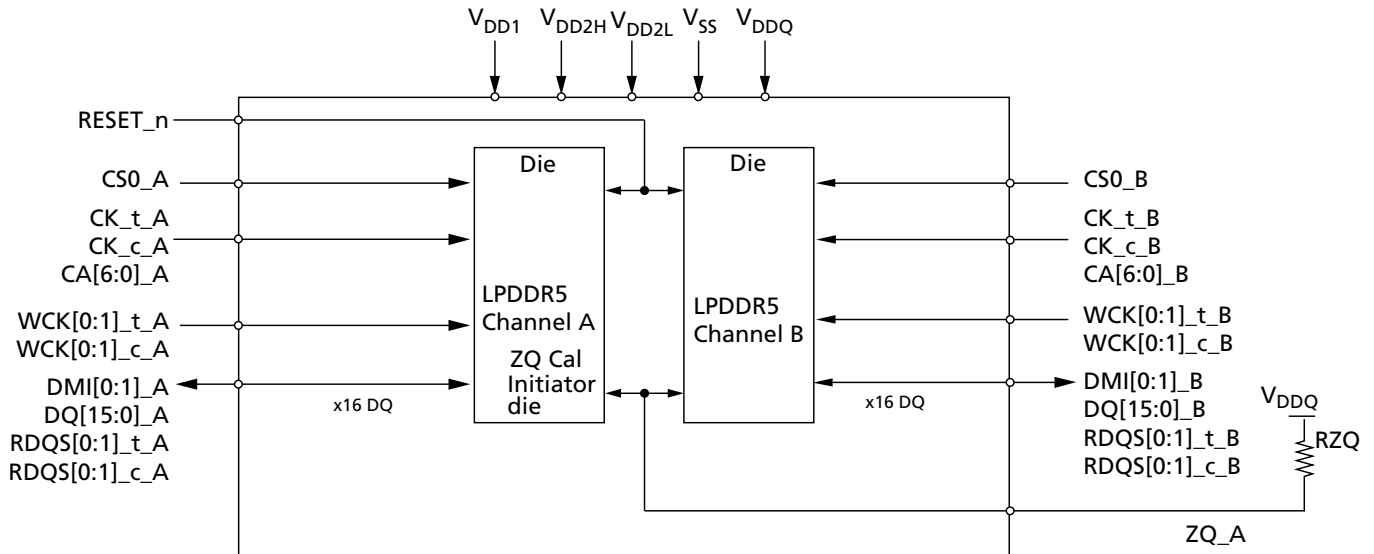 VDD1 VDD2H VDD2L VSS VDDQ
RESET_n
Die
Die
CS0_A
CS0_B
CK_t_A
CK_t_B
CK_c_A
CK_c_B
CA[6:0]_A
CA[6:0]_B
LPDDR5
Channel A
LPDDR5
Channel B
WCK[0:1]_t_A
WCK[0:1]_c_A
WCK[0:1]_t_B
WCK[0:1]_c_B
ZQ Cal
Initiator
die
DMI[0:1]_A
DQ[15:0]_A
RDQS[0:1]_t_A
RDQS[0:1]_c_A
x16 DQ
x16 DQ
DMI[0:1]_B
DQ[15:0]_B
RDQS[0:1]_t_B
RDQS[0:1]_c_B
VDDQ
RZQ
ZQ_A